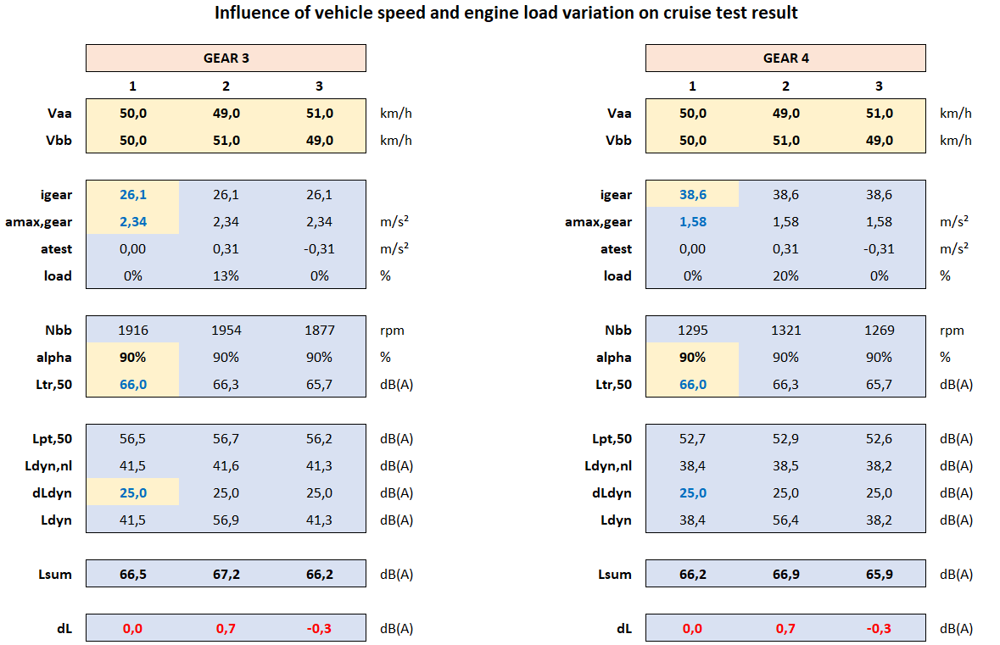 Influence of vehicle speed and engine load variation on cruise test result
GEAR 3 GEAR 4
1 2 3 1 2 3
Vaa 50,0 49,0 51,0 km/h Vaa 50,0 49,0 51,0 km/h
Vbb 50,0 51,0 49,0 km/h Vbb 50,0 51,0 49,0 km/h
igear 26,1 26,1 26,1 igear 38,6 38,6 38,6
amax,gear 2,34 2,34 2,34 m/s² amax,gear 1,58 1,58 1,58 m/s²
atest 0,00 0,31 -0,31 m/s² atest 0,00 0,31 -0,31 m/s²
load 0% 13% 0% % load 0% 20% 0% %
Nbb 1916 1954 1877 rpm Nbb 1295 1321 1269 rpm
alpha 90% 90% 90% % alpha 90% 90% 90% %
Ltr,50 66,0 66,3 65,7 dB(A) Ltr,50 66,0 66,3 65,7 dB(A)
Lpt,50 56,5 56,7 56,2 dB(A) Lpt,50 52,7 52,9 52,6 dB(A)
Ldyn,nl 41,5 41,6 41,3 dB(A) Ldyn,nl 38,4 38,5 38,2 dB(A)
dLdyn 25,0 25,0 25,0 dB(A) dLdyn 25,0 25,0 25,0 dB(A)
Ldyn 41,5 56,9 41,3 dB(A) Ldyn 38,4 56,4 38,2 dB(A)
Lsum 66,5 67,2 66,2 dB(A) Lsum 66,2 66,9 65,9 dB(A)
dL 0,0 0,7 -0,3 dB(A) dL 0,0 0,7 -0,3 dB(A)